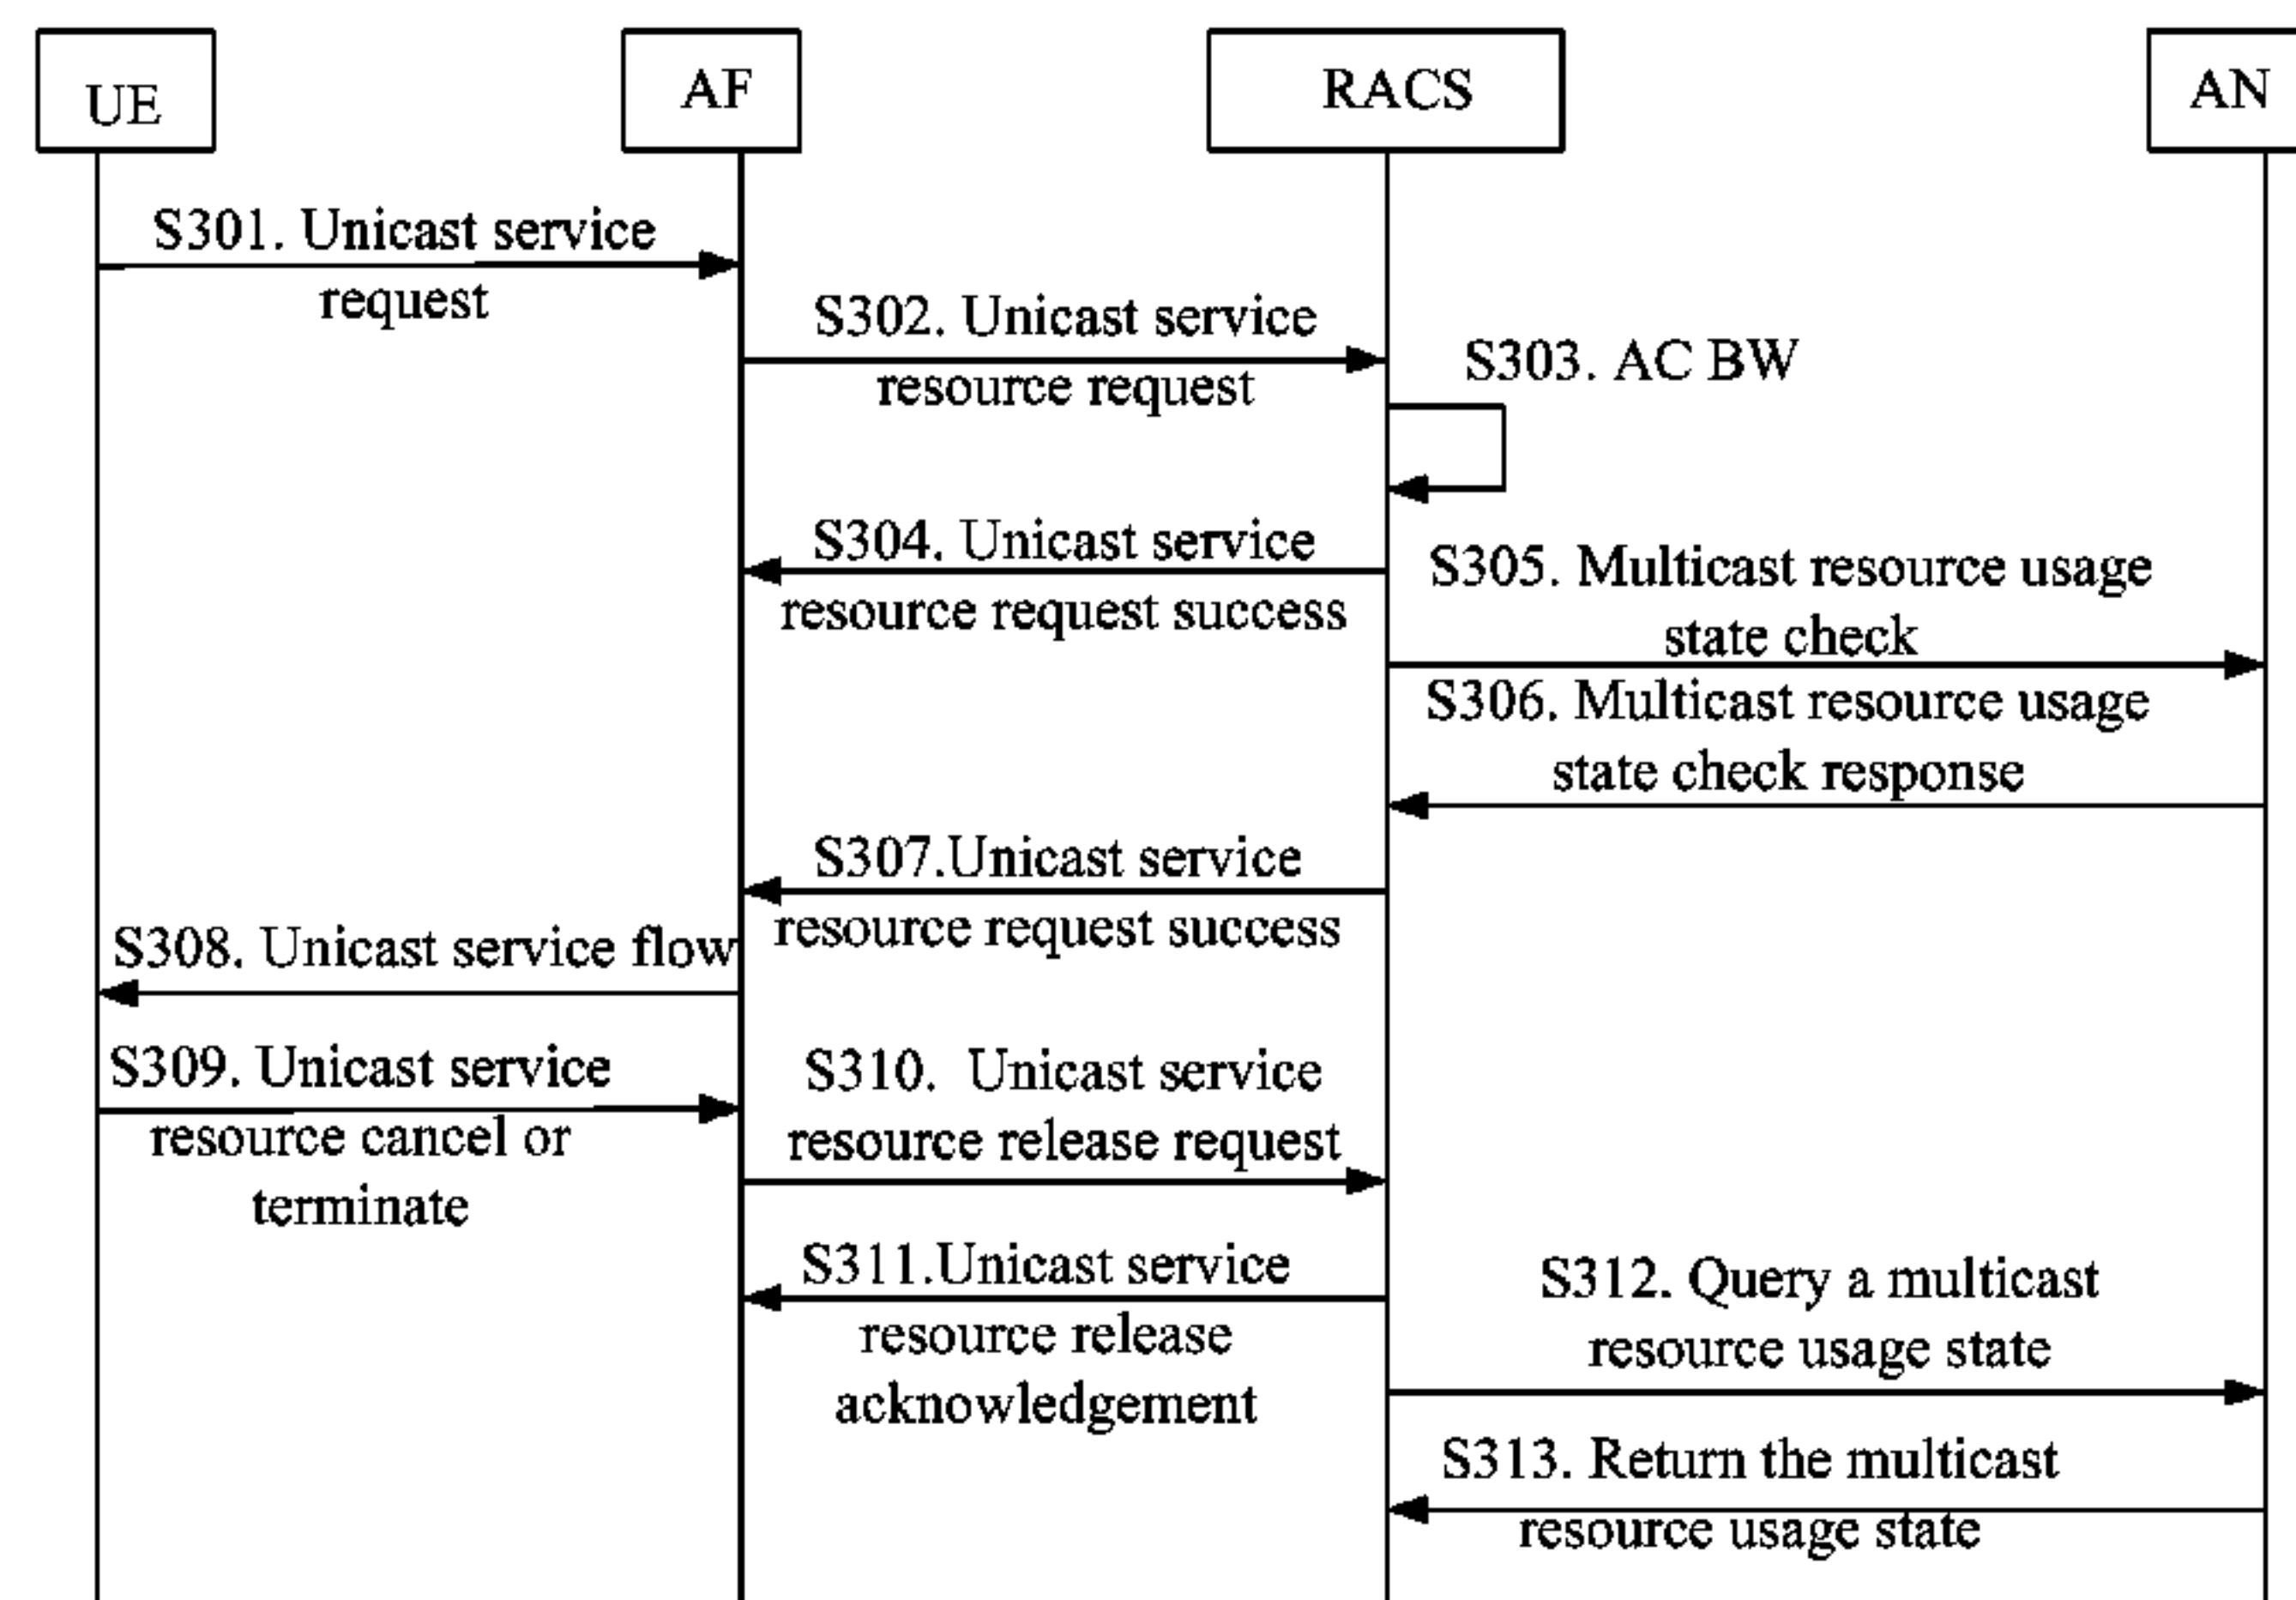 UE
AF
RACS
AN
S301. Unicast service
request
S302. Unicast service
resource request
S303. AC BW
S304. Unicast service
resource request success
S305. Multicast resource usage
state check
S306. Multicast resource usage
state check response
S307.Unicast service
resource request success
S308. Unicast service flow
S309. Unicast service
resource cancel or
terminate
S310. Unicast service
resource release request
S311.Unicast service
resource release
acknowledgement
S312. Query a multicast
resource usage state
S313. Return the multicast
resource usage state